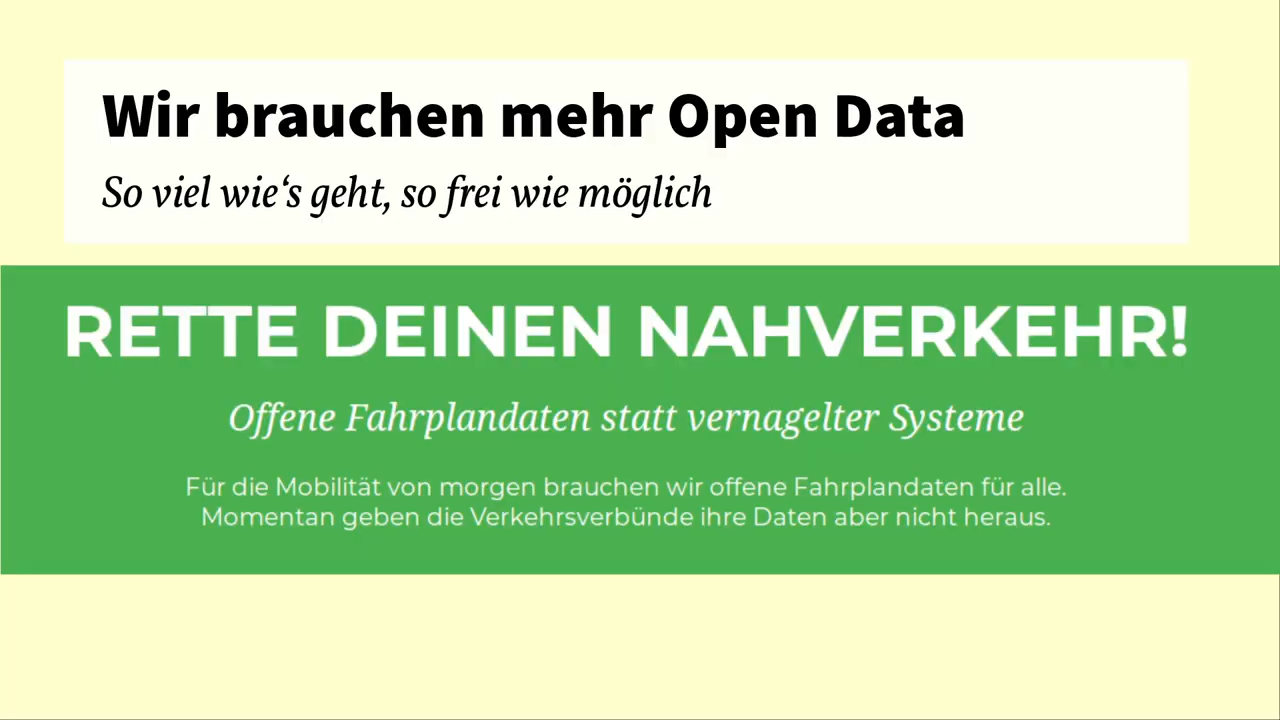 Wir brauchen mehr Open Data
So viel wie‘s geht, so frei wie möglich
RETTE DEINEN NAHVERKEHR!
Offene Fahrplandaten statt vernagelter Systeme
Für die Mobilität von morgen brauchen wir offene Fahrplandaten für alle.
Momentan geben die Verkehrsverbünde ihre Daten aber nicht heraus.